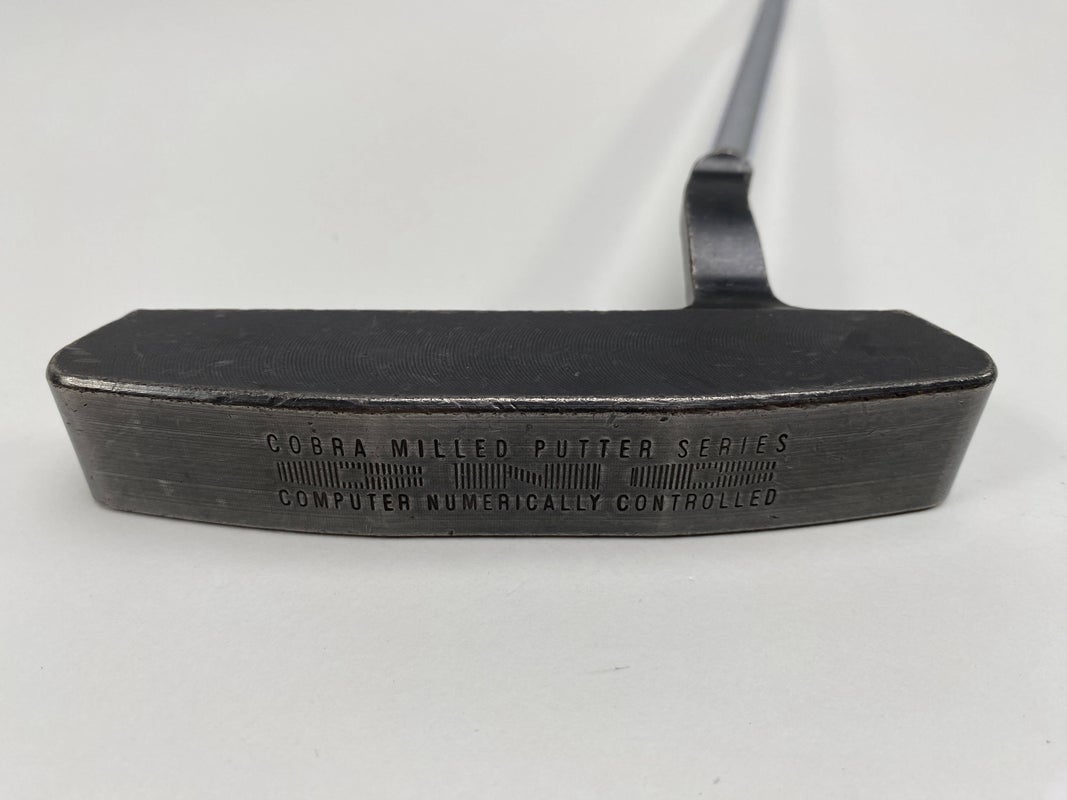 COBRA MILLED PUTTER SERIES
CNC
COMPUTER NUMERICALLY CONTROLLED